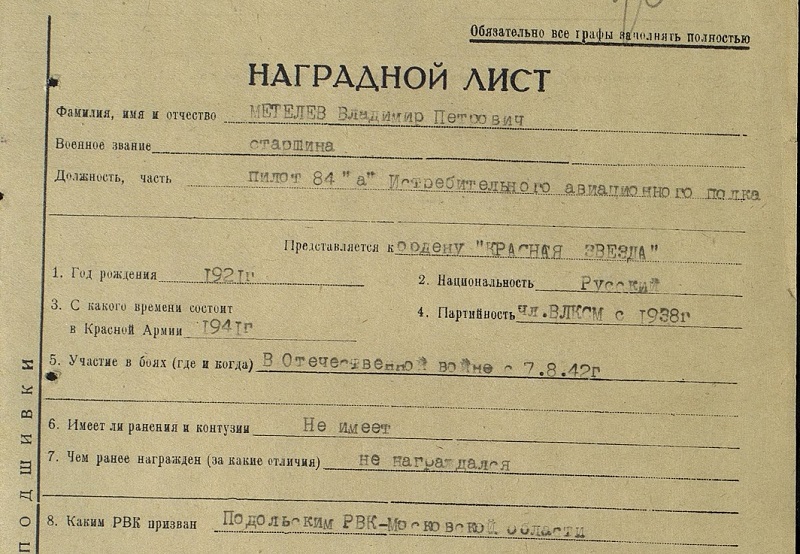 Обязательно все графы заполнять полностью
НАГРАДНОЙ ЛИСТ
Фамилия, имя и отчество МЕТЕЛЕВ Владимир Петрович
Военное звание старшина
Должность, часть пилот 84 "а" Истребительного авиационного полка
Представляется к ордену "КРАСНАЯ ЗВЕЗДА"
1. Год рождения 1921г
2. Национальность Русский
3. С какого времени состоит
в Красной Армии 1941г
4. Партийность чл.ВЛКСМ с 1938г
5. Участие в боях (где и когда) В Отечественной войне с 7.8.42г
6. Имеет ли ранения и контузии Не имеет
7. Чем ранее награжден (за какие отличия) не награждался
8. Каким РВК призван Подольским РВК-Московской области
ПОДШИВКИ